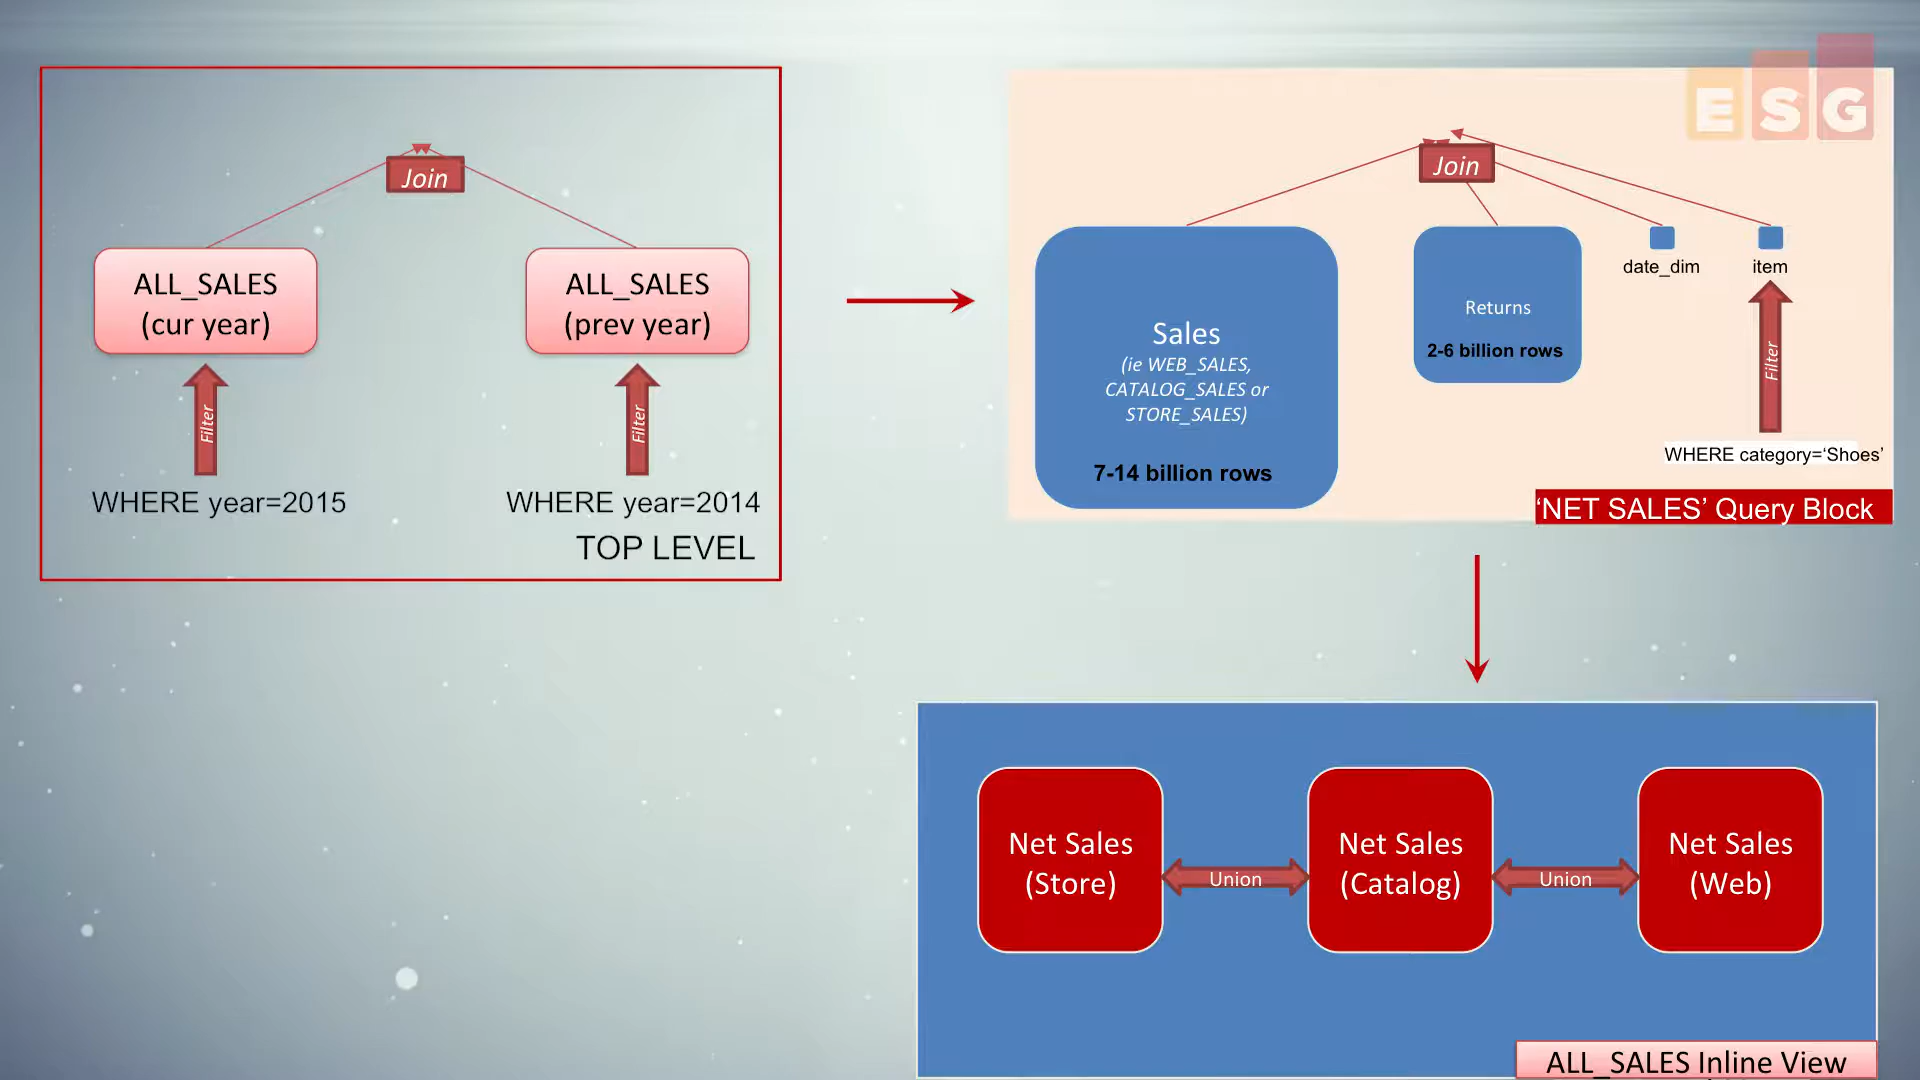 Join
ALL_SALES
(cur year)
ALL_SALES
(prev year)
Filter
Filter
WHERE year=2015
WHERE year=2014
TOP LEVEL
ESG
Join
Sales
(ie WEB_SALES,
CATALOG_SALES or
STORE_SALES)
7-14 billion rows
Returns
2-6 billion rows
date_dim
item
Filter
WHERE category=‘Shoes’
‘NET SALES’ Query Block
Net Sales
(Store)
Union
Net Sales
(Catalog)
Union
Net Sales
(Web)
ALL_SALES Inline View